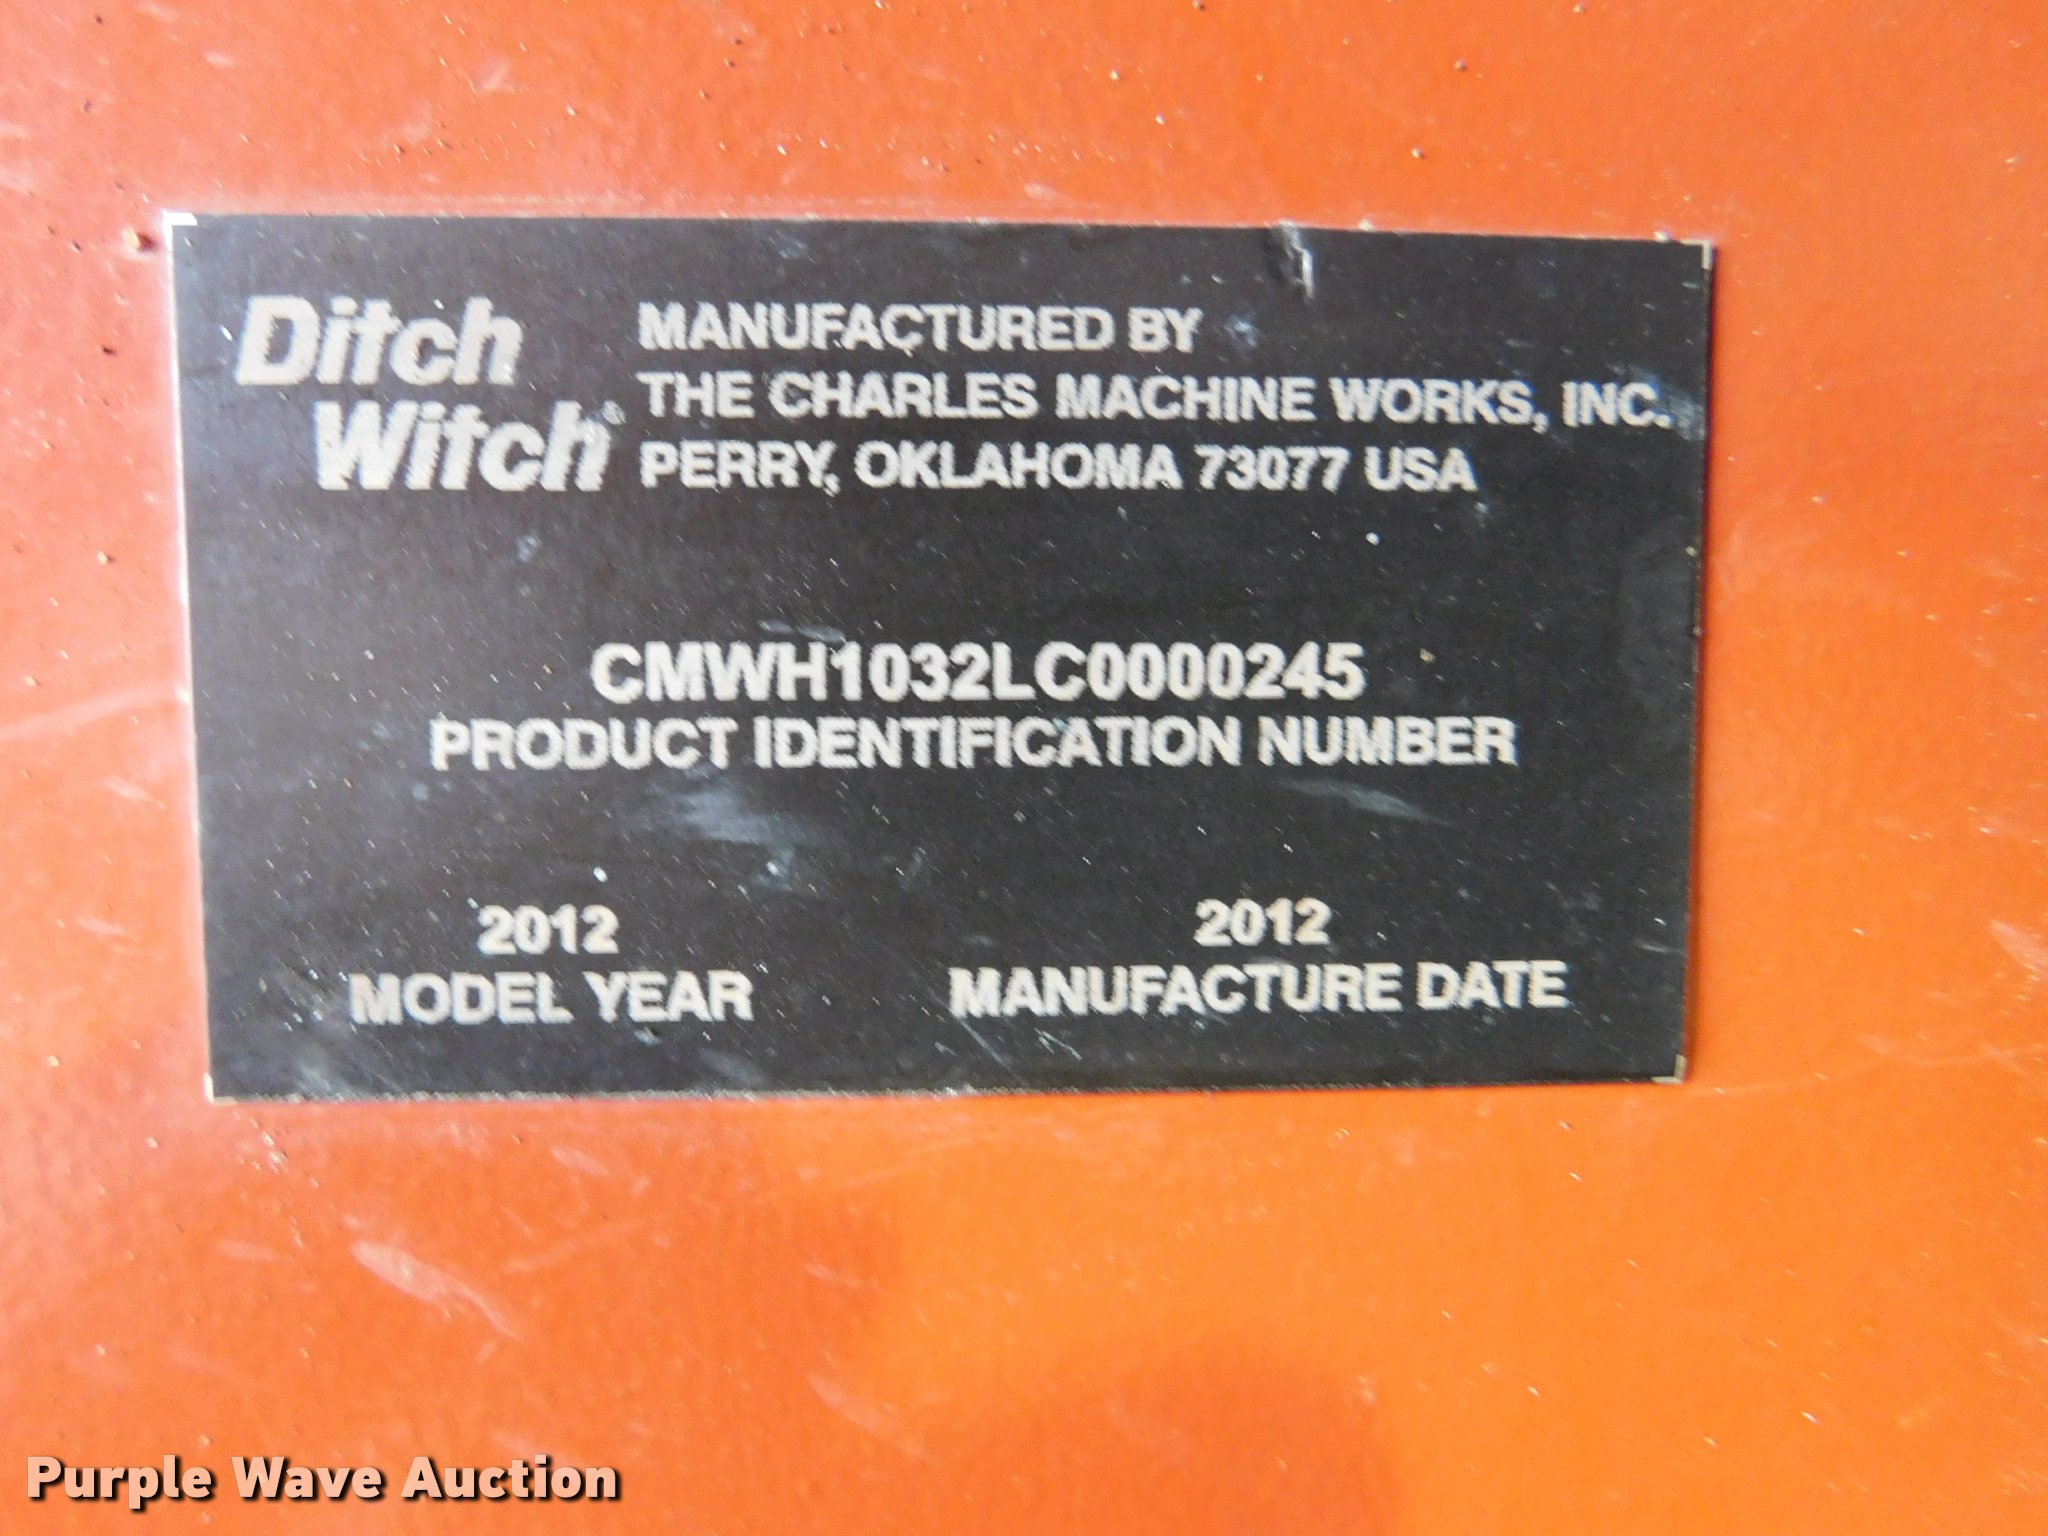 Ditch
Witch®
MANUFACTURED BY
THE CHARLES MACHINE WORKS, INC.
PERRY, OKLAHOMA 73077 USA
CMWH1032LC0000245
PRODUCT IDENTIFICATION NUMBER
2012
MODEL YEAR
2012
MANUFACTURE DATE
Purple Wave Auction